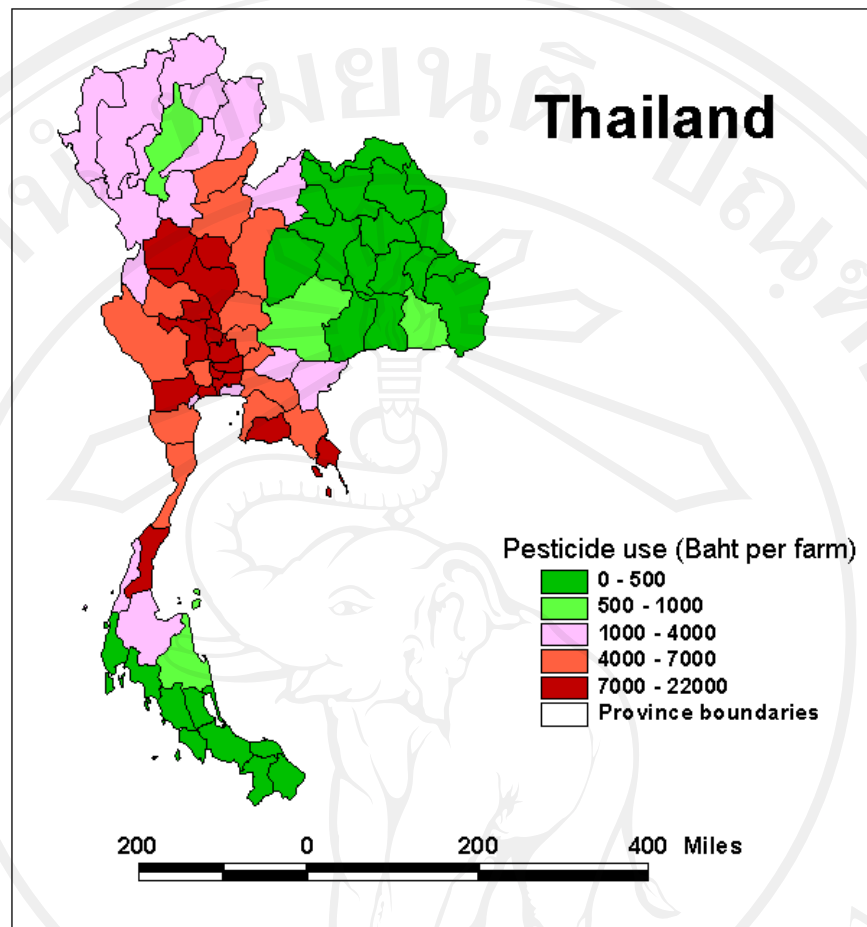 Thailand
Pesticide use (Baht per farm)
0 - 500
500 - 1000
1000 - 4000
4000 - 7000
7000 - 22000
Province boundaries
200 0 200 400 Miles